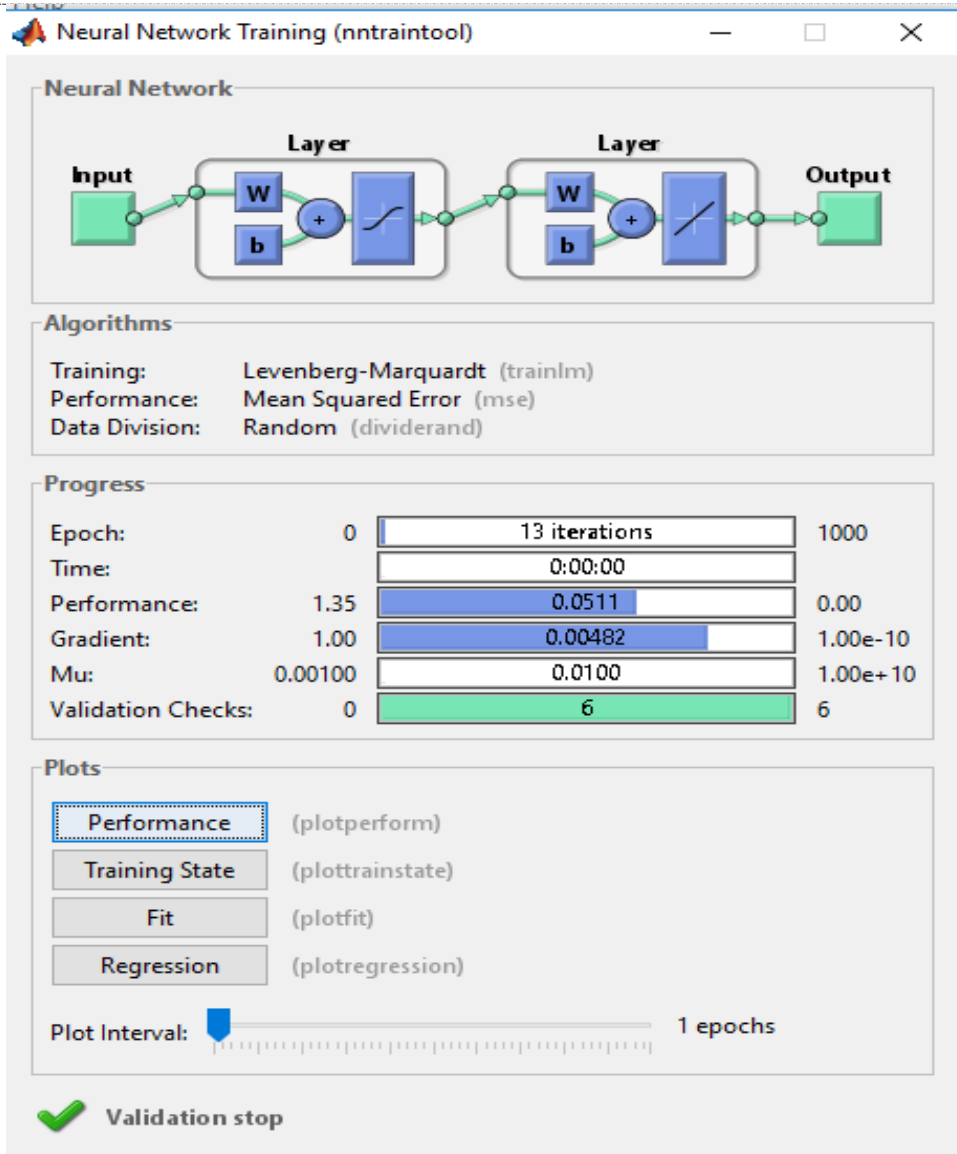 Help
Neural Network Training (nntraintool)
Neural Network
Layer Layer
Input Output
W W
+ +
b b
Algorithms
Training: Levenberg-Marquardt (trainlm)
Performance: Mean Squared Error (mse)
Data Division: Random (dividerand)
Progress
Epoch: 0 13 iterations 1000
Time: 0:00:00
Performance: 1.35 0.0511 0.00
Gradient: 1.00 0.00482 1.00e-10
Mu: 0.00100 0.0100 1.00e+10
Validation Checks: 0 6 6
Plots
Performance (plotperform)
Training State (plottrainstate)
Fit (plotfit)
Regression (plotregression)
Plot Interval: 1 epochs
Validation stop